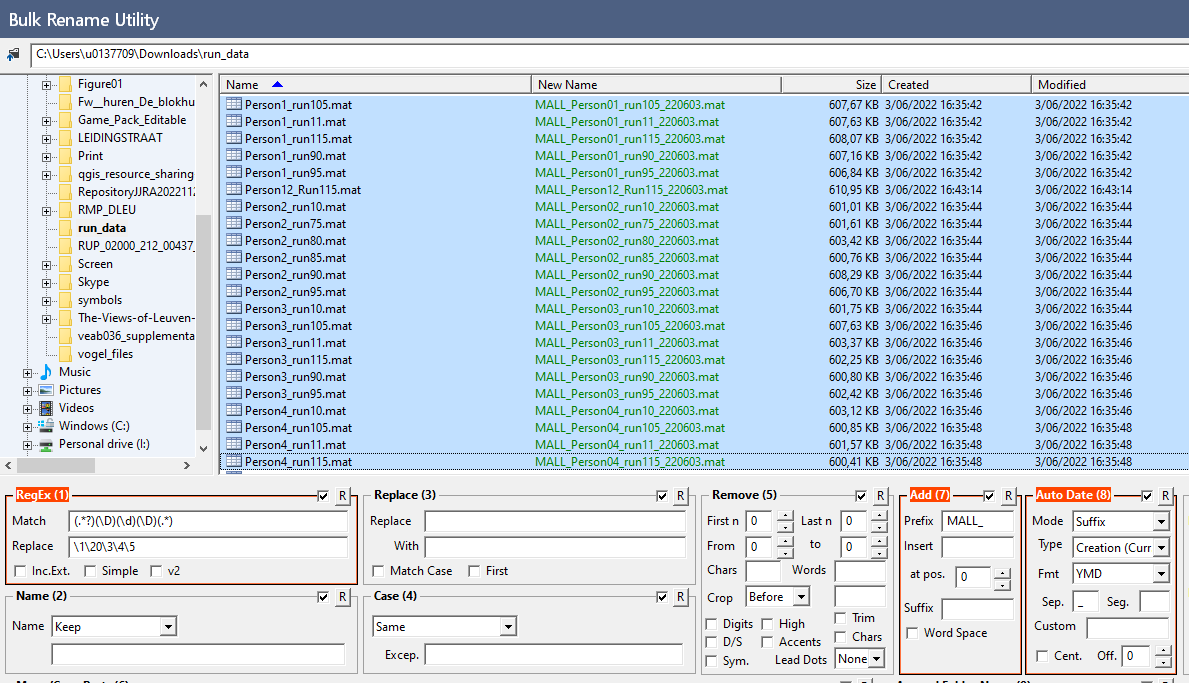 Bulk Rename Utility
C:\Users\u0137709\Downloads\run_data
Figure01
Fw__huren_De_blokhu
Game_Pack_Editable
LEIDINGSTRAAT
Print
qgis_resource_sharing
RepositoryJJRA2022112
RMP_DLEU
run_data
RUP_02000_212_00437_
Screen
Skype
symbols
The-Views-of-Leuven-
veab036_supplementa
vogel_files
Music
Pictures
Videos
Windows (C:)
Personal drive (I:)
Name New Name Size Created Modified
Person1_run105.mat MALL_Person01_run105_220603.mat 607,67 KB 3/06/2022 16:35:42 3/06/2022 16:35:42
Person1_run11.mat MALL_Person01_run11_220603.mat 607,63 KB 3/06/2022 16:35:42 3/06/2022 16:35:42
Person1_run115.mat MALL_Person01_run115_220603.mat 608,07 KB 3/06/2022 16:35:42 3/06/2022 16:35:42
Person1_run90.mat MALL_Person01_run90_220603.mat 607,16 KB 3/06/2022 16:35:42 3/06/2022 16:35:42
Person1_run95.mat MALL_Person01_run95_220603.mat 606,84 KB 3/06/2022 16:35:42 3/06/2022 16:35:42
Person12_Run115.mat MALL_Person12_Run115_220603.mat 610,95 KB 3/06/2022 16:43:14 3/06/2022 16:43:14
Person2_run10.mat MALL_Person02_run10_220603.mat 601,01 KB 3/06/2022 16:35:44 3/06/2022 16:35:44
Person2_run75.mat MALL_Person02_run75_220603.mat 601,61 KB 3/06/2022 16:35:44 3/06/2022 16:35:44
Person2_run80.mat MALL_Person02_run80_220603.mat 603,42 KB 3/06/2022 16:35:44 3/06/2022 16:35:44
Person2_run85.mat MALL_Person02_run85_220603.mat 600,76 KB 3/06/2022 16:35:44 3/06/2022 16:35:44
Person2_run90.mat MALL_Person02_run90_220603.mat 608,29 KB 3/06/2022 16:35:44 3/06/2022 16:35:44
Person2_run95.mat MALL_Person02_run95_220603.mat 606,70 KB 3/06/2022 16:35:44 3/06/2022 16:35:44
Person3_run10.mat MALL_Person03_run10_220603.mat 601,75 KB 3/06/2022 16:35:44 3/06/2022 16:35:44
Person3_run105.mat MALL_Person03_run105_220603.mat 607,63 KB 3/06/2022 16:35:46 3/06/2022 16:35:46
Person3_run11.mat MALL_Person03_run11_220603.mat 603,37 KB 3/06/2022 16:35:46 3/06/2022 16:35:46
Person3_run115.mat MALL_Person03_run115_220603.mat 602,25 KB 3/06/2022 16:35:46 3/06/2022 16:35:46
Person3_run90.mat MALL_Person03_run90_220603.mat 600,80 KB 3/06/2022 16:35:46 3/06/2022 16:35:46
Person3_run95.mat MALL_Person03_run95_220603.mat 602,42 KB 3/06/2022 16:35:46 3/06/2022 16:35:46
Person4_run10.mat MALL_Person04_run10_220603.mat 603,12 KB 3/06/2022 16:35:46 3/06/2022 16:35:46
Person4_run105.mat MALL_Person04_run105_220603.mat 600,85 KB 3/06/2022 16:35:48 3/06/2022 16:35:48
Person4_run11.mat MALL_Person04_run11_220603.mat 601,57 KB 3/06/2022 16:35:48 3/06/2022 16:35:48
Person4_run115.mat MALL_Person04_run115_220603.mat 600,41 KB 3/06/2022 16:35:48 3/06/2022 16:35:48
RegEx (1) R
Match (.*?)(\D)(\d)(\D)(.*)
Replace \1\20\3\4\5
Inc.Ext. Simple v2
Name (2) R
Name Keep
Replace (3) R
Replace
With
Match Case First
Case (4) R
Same
Excep.
Remove (5) R
First n 0 Last n 0
From 0 to 0
Chars Words
Crop Before
Digits High Trim
D/S Accents Chars
Sym. Lead Dots None
Add (7) R
Prefix MALL_
Insert
at pos. 0
Suffix
Word Space
Auto Date (8) R
Mode Suffix
Type Creation (Curr
Fmt YMD
Sep. _ Seg.
Custom
Cent. Off. 0